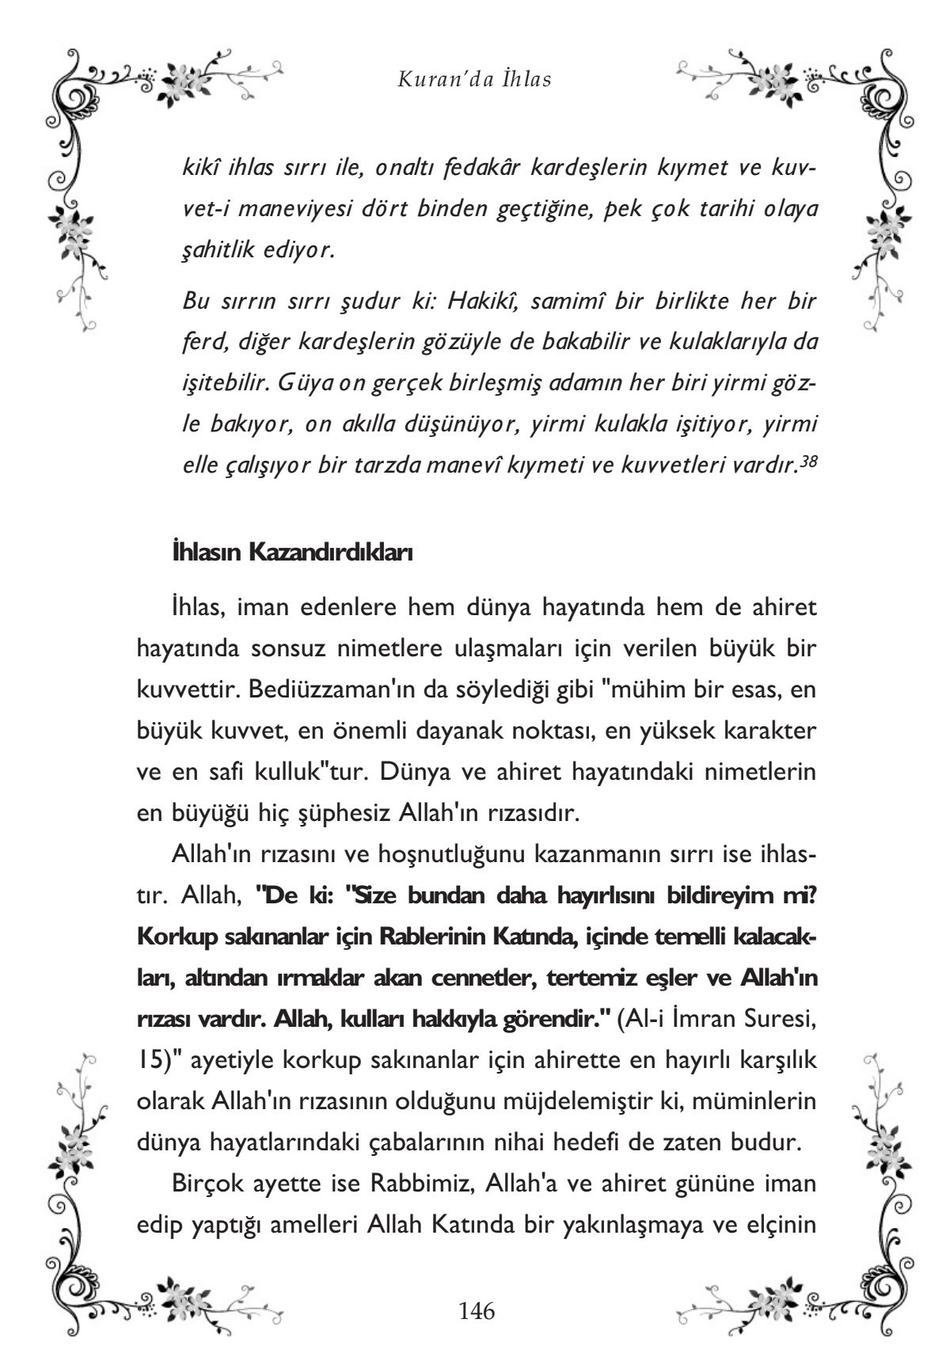 Kuran'da İhlas
kikî ihlas sırrı ile, onaltı fedakâr kardeşlerin kıymet ve kuv-
vet-i maneviyesi dört binden geçtiğine, pek çok tarihi olaya
şahitlik ediyor.
Bu sırrın sırrı şudur ki: Hakikî, samimî bir birlikte her bir
ferd, diğer kardeşlerin gözüyle de bakabilir ve kulaklarıyla da
işitebilir. Güya on gerçek birleşmiş adamın her biri yirmi göz-
le bakıyor, on akılla düşünüyor, yirmi kulakla işitiyor, yirmi
elle çalışıyor bir tarzda manevî kıymeti ve kuvvetleri vardır.38
İhlasın Kazandırdıkları
İhlas, iman edenlere hem dünya hayatında hem de ahiret
hayatında sonsuz nimetlere ulaşmaları için verilen büyük bir
kuvvettir. Bediüzzaman'ın da söylediği gibi "mühim bir esas, en
büyük kuvvet, en önemli dayanak noktası, en yüksek karakter
ve en safi kulluk"tur. Dünya ve ahiret hayatındaki nimetlerin
en büyüğü hiç şüphesiz Allah'ın rızasıdır.
Allah'ın rızasını ve hoşnutluğunu kazanmanın sırrı ise ihlas-
tır. Allah, "De ki: "Size bundan daha hayırlısını bildireyim mi?
Korkup sakınanlar için Rablerinin Katında, içinde temelli kalacak-
ları, altından ırmaklar akan cennetler, tertemiz eşler ve Allah'ın
rızası vardır. Allah, kulları hakkıyla görendir." (Al-i İmran Suresi,
15)" ayetiyle korkup sakınanlar için ahirette en hayırlı karşılık
olarak Allah'ın rızasının olduğunu müjdelemiştir ki, müminlerin
dünya hayatlarındaki çabalarının nihai hedefi de zaten budur.
Birçok ayette ise Rabbimiz, Allah'a ve ahiret gününe iman
edip yaptığı amelleri Allah Katında bir yakınlaşmaya ve elçinin
146